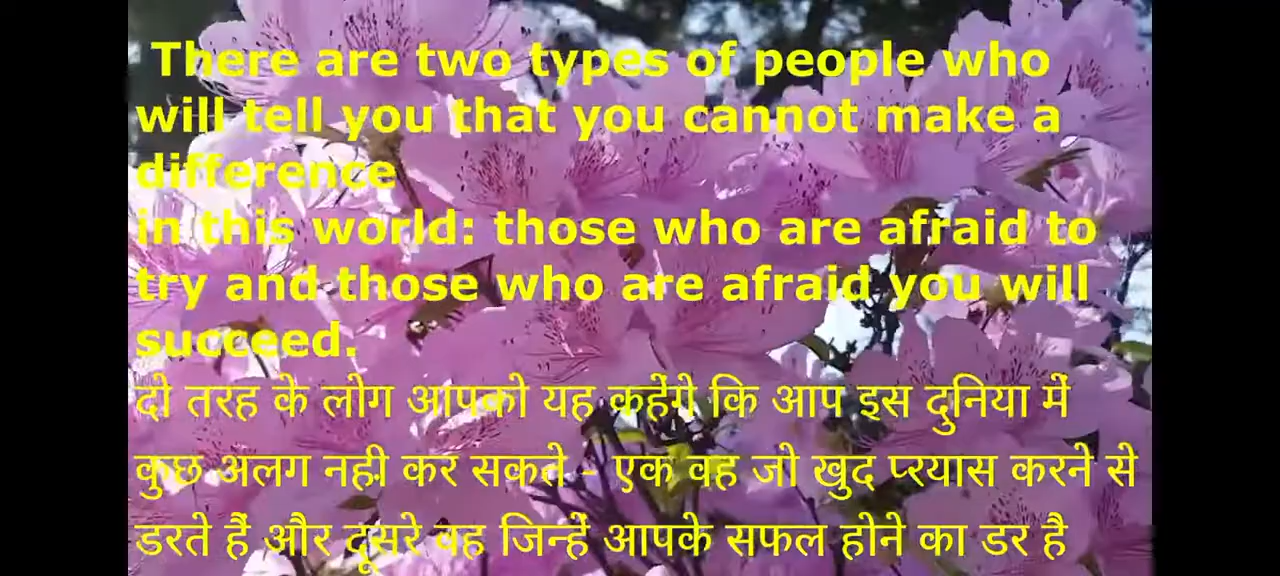 There are two types of people who
will tell you that you cannot make a
difference
in this world: those who are afraid to
try and those who are afraid you will
succeed.
दो तरह के लोग आपको यह कहेंगे कि आप इस दुनिया में
कुछ अलग नही कर सकते - एक वह जो खुद प्रयास करने से
डरते हैं और दूसरे वह जिन्हें आपके सफल होने का डर है